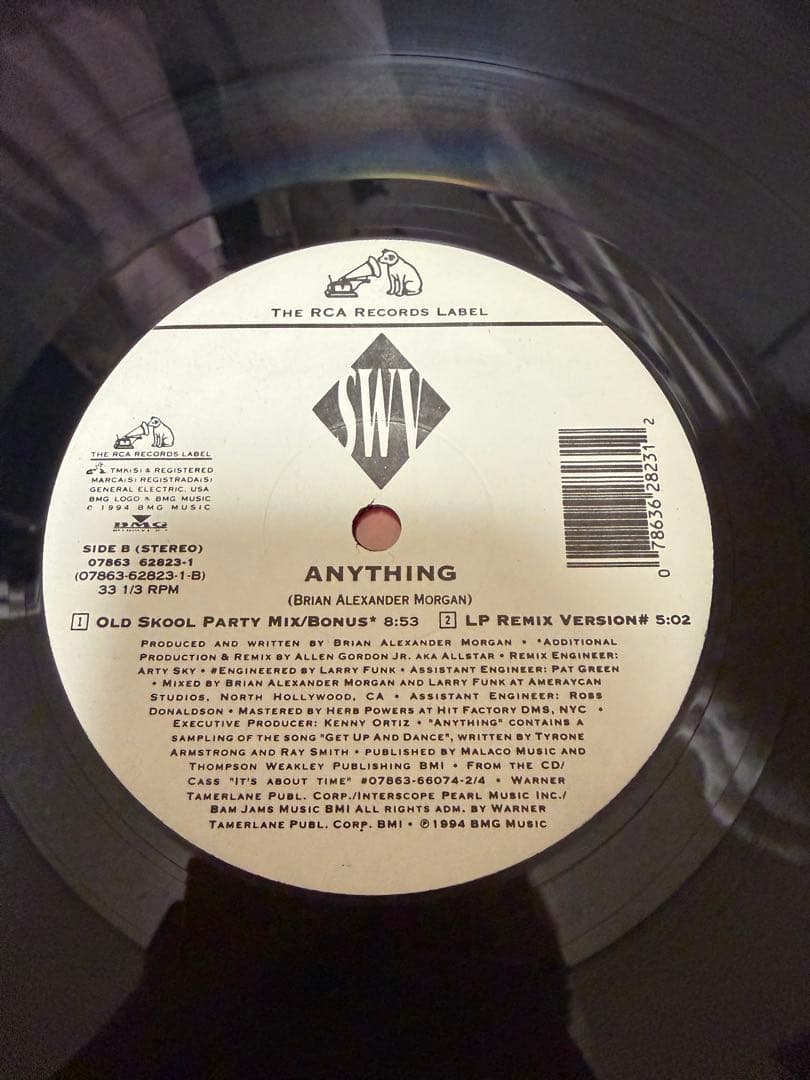 THE RCA RECORDS LABEL
SWV
THE RCA RECORDS LABEL
TMK(S) & REGISTERED
MARCA(S) REGISTRADA(S)
GENERAL ELECTRIC, USA
BMG LOGO & BMG MUSIC
© 1994 BMG MUSIC
BMG
SIDE B (STEREO)
07863 62823-1
(07863-62823-1-B)
33 1/3 RPM
0 78636 28231 2
ANYTHING
(BRIAN ALEXANDER MORGAN)
1 OLD SKOOL PARTY MIX/BONUS* 8:53 2 LP REMIX VERSION# 5:02
PRODUCED AND WRITTEN BY BRIAN ALEXANDER MORGAN • *ADDITIONAL
PRODUCTION & REMIX BY ALLEN GORDON JR. AKA ALLSTAR • REMIX ENGINEER:
ARTY SKY • #ENGINEERED BY LARRY FUNK • ASSISTANT ENGINEER: PAT GREEN
• MIXED BY BRIAN ALEXANDER MORGAN AND LARRY FUNK AT AMERAYCAN
STUDIOS, NORTH HOLLYWOOD, CA • ASSISTANT ENGINEER: ROSS
DONALDSON • MASTERED BY HERB POWERS AT HIT FACTORY DMS, NYC •
EXECUTIVE PRODUCER: KENNY ORTIZ • "ANYTHING" CONTAINS A
SAMPLING OF THE SONG "GET UP AND DANCE", WRITTEN BY TYRONE
ARMSTRONG AND RAY SMITH • PUBLISHED BY MALACO MUSIC AND
THOMPSON WEAKLEY PUBLISHING BMI • FROM THE CD/
CASS "IT'S ABOUT TIME" #07863-66074-2/4 • WARNER
TAMERLANE PUBL. CORP./INTERSCOPE PEARL MUSIC INC./
BAM JAMS MUSIC BMI ALL RIGHTS ADM. BY WARNER
TAMERLANE PUBL. CORP. BMI • ℗1994 BMG MUSIC